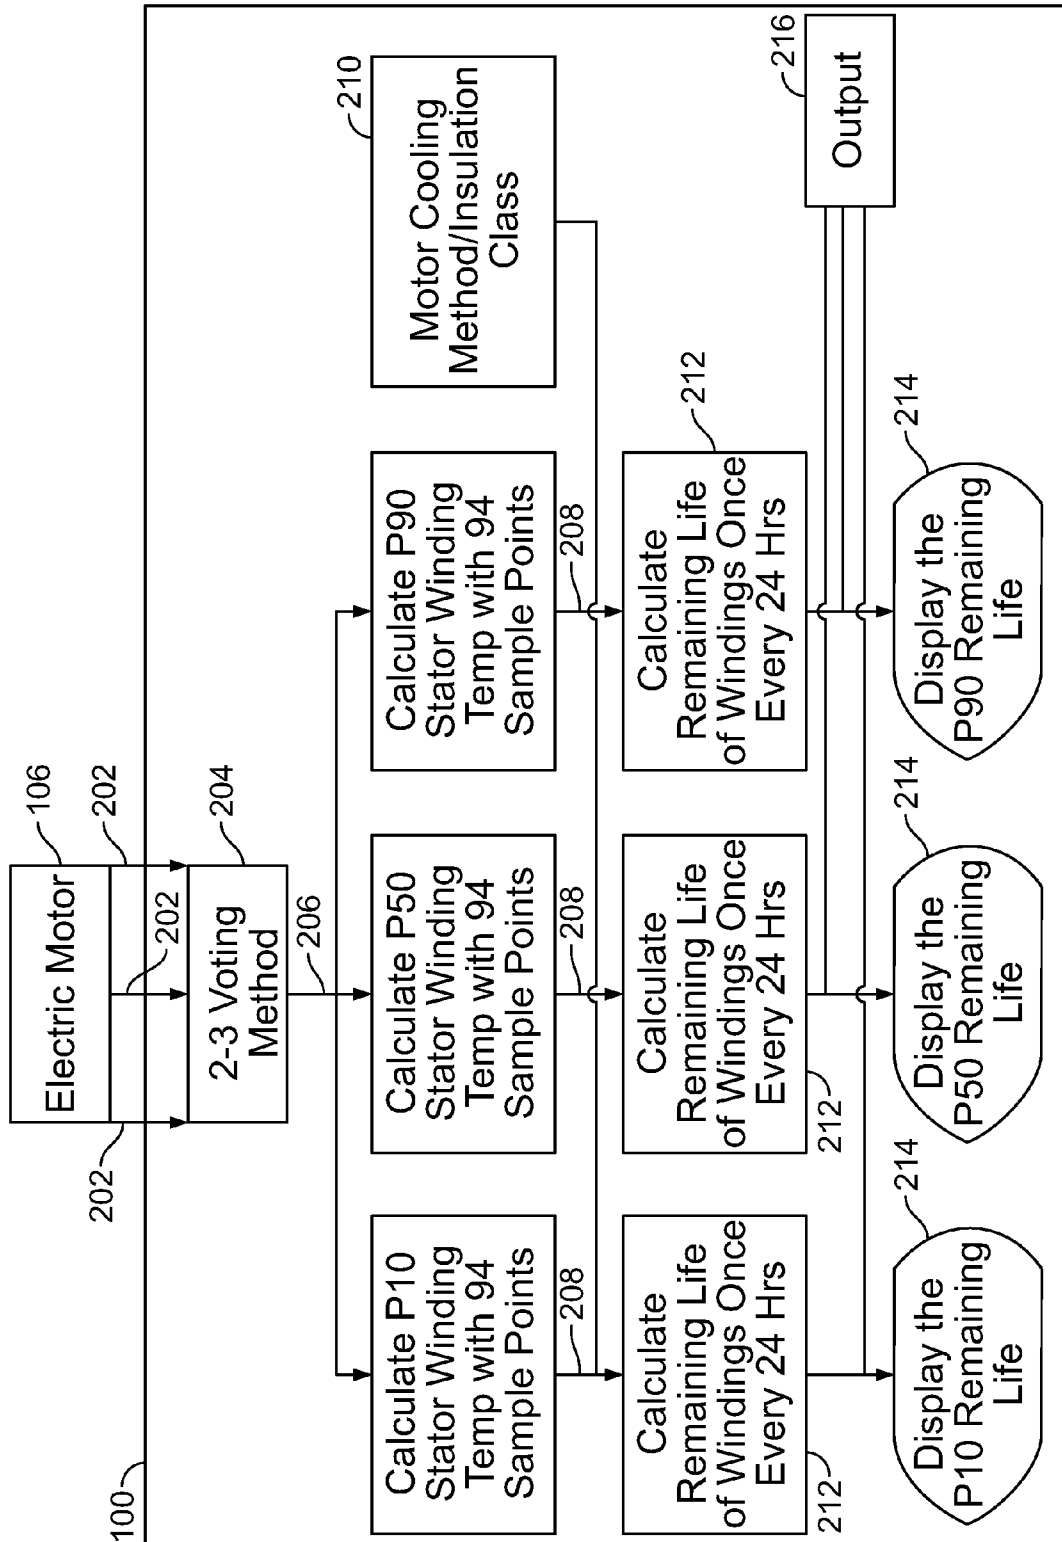 100
Electric Motor
106
202
202
202
2-3 Voting
Method
204
206
Calculate P10
Stator Winding
Temp with 94
Sample Points
Calculate P50
Stator Winding
Temp with 94
Sample Points
Calculate P90
Stator Winding
Temp with 94
Sample Points
Motor Cooling
Method/Insulation
Class
210
208
208
208
Calculate
Remaining Life
of Windings Once
Every 24 Hrs
212
Calculate
Remaining Life
of Windings Once
Every 24 Hrs
212
Calculate
Remaining Life
of Windings Once
Every 24 Hrs
212
Output
216
Display the
P10 Remaining
Life
214
Display the
P50 Remaining
Life
214
Display the
P90 Remaining
Life
214